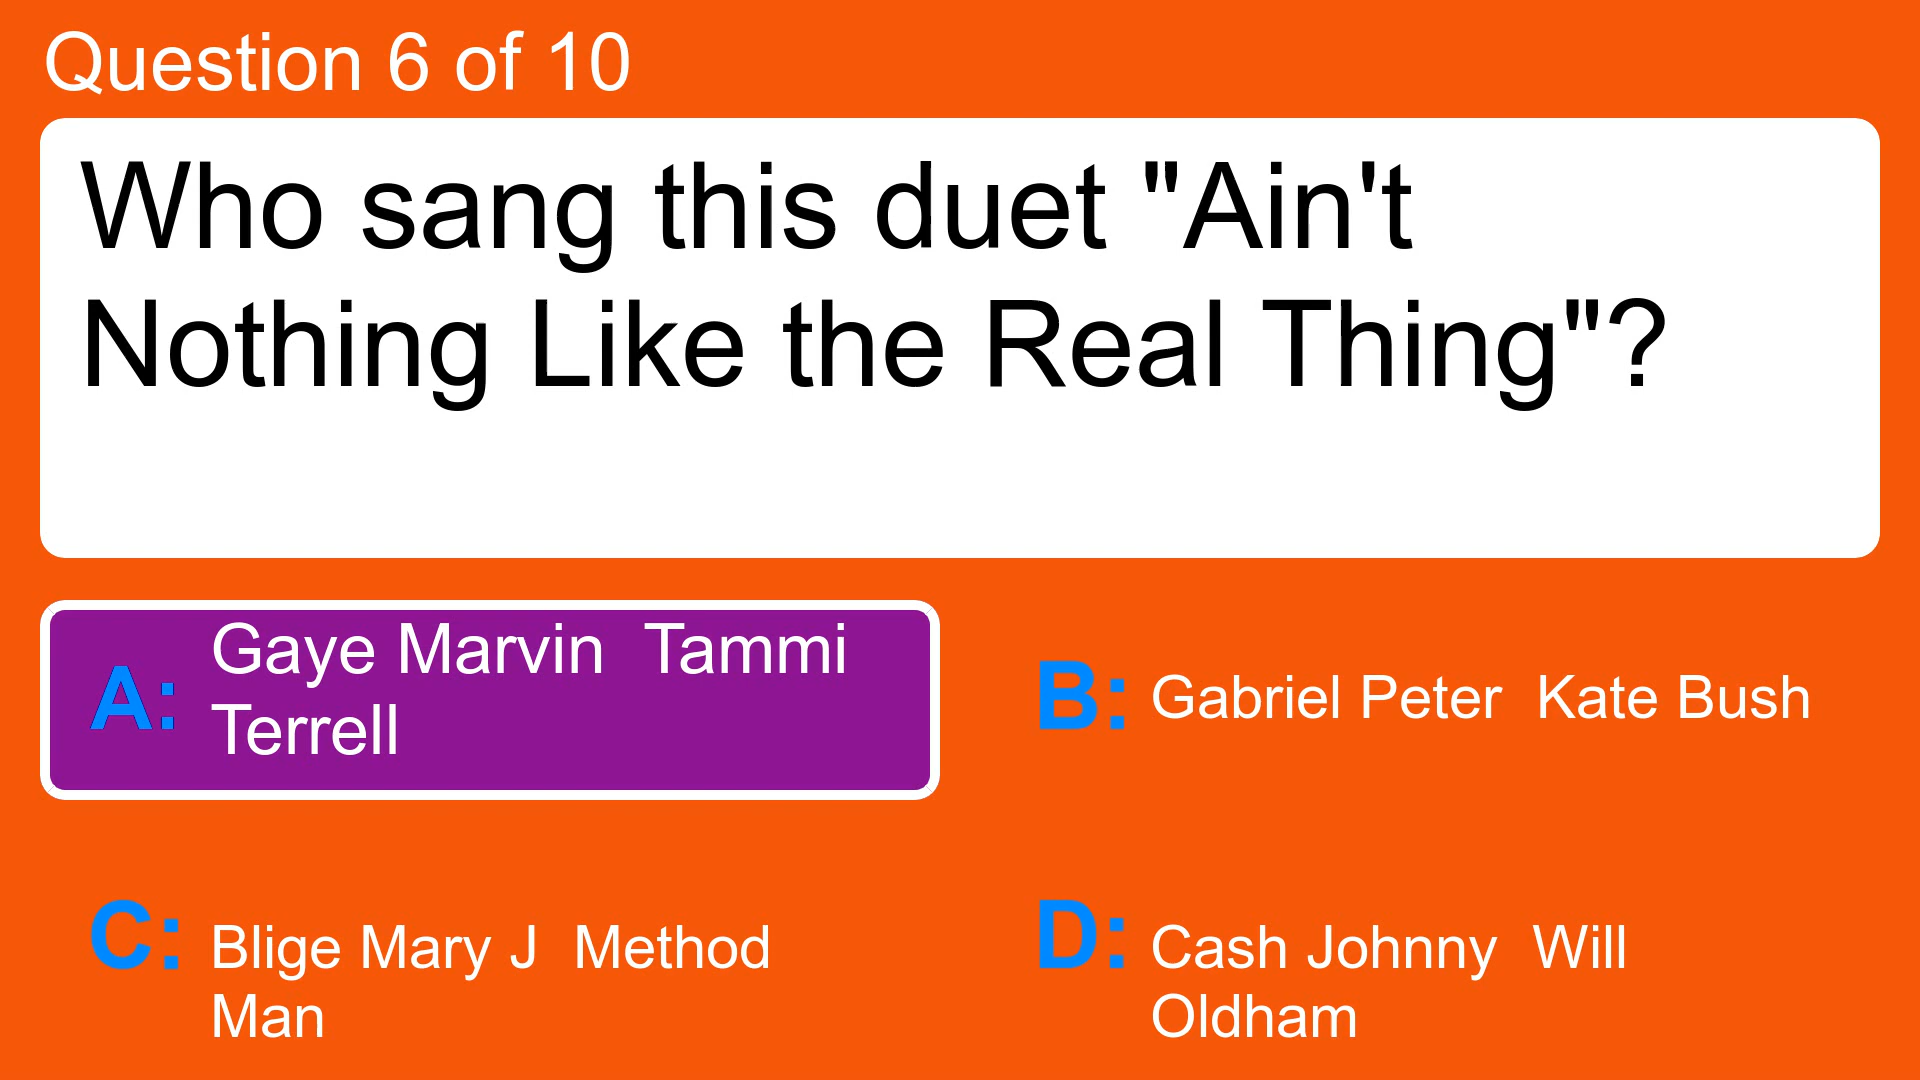 Question 6 of 10
Who sang this duet "Ain't
Nothing Like the Real Thing"?
A: Gaye Marvin  Tammi
Terrell
B: Gabriel Peter  Kate Bush
C: Blige Mary J  Method
Man
D: Cash Johnny  Will
Oldham